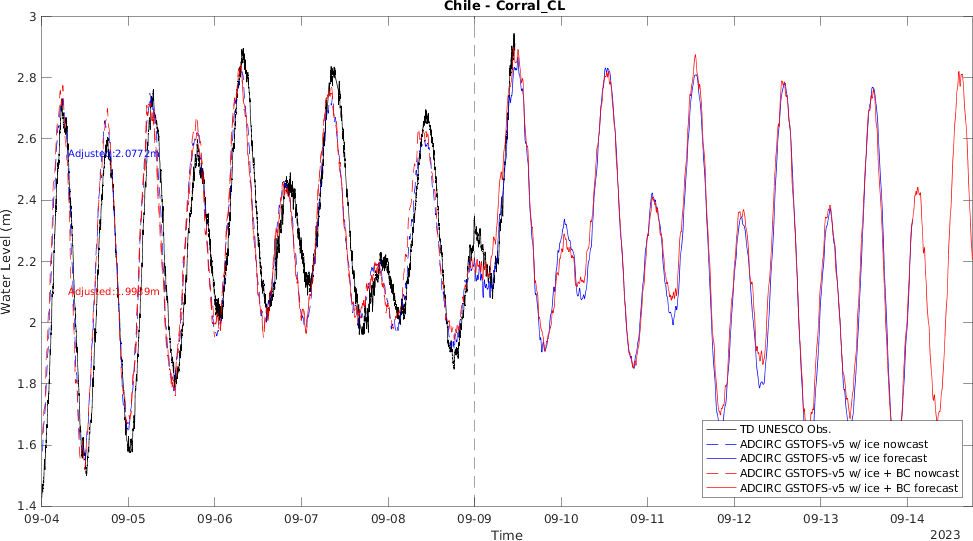 Chile - Corral_CL
3
2.8
2.6
2.4
2.2
2
1.8
1.6
1.4
Water Level (m)
Adjusted:2.0772m
TD UNESCO Obs.
ADCIRC GSTOFS-v5 w/ ice nowcast
ADCIRC GSTOFS-v5 w/ ice forecast
ADCIRC GSTOFS-v5 w/ ice + BC nowcast
ADCIRC GSTOFS-v5 w/ ice + BC forecast
09-04 09-05 09-06 09-07 09-08 09-09 09-10 09-11 09-12 09-13 09-14
Time
2023